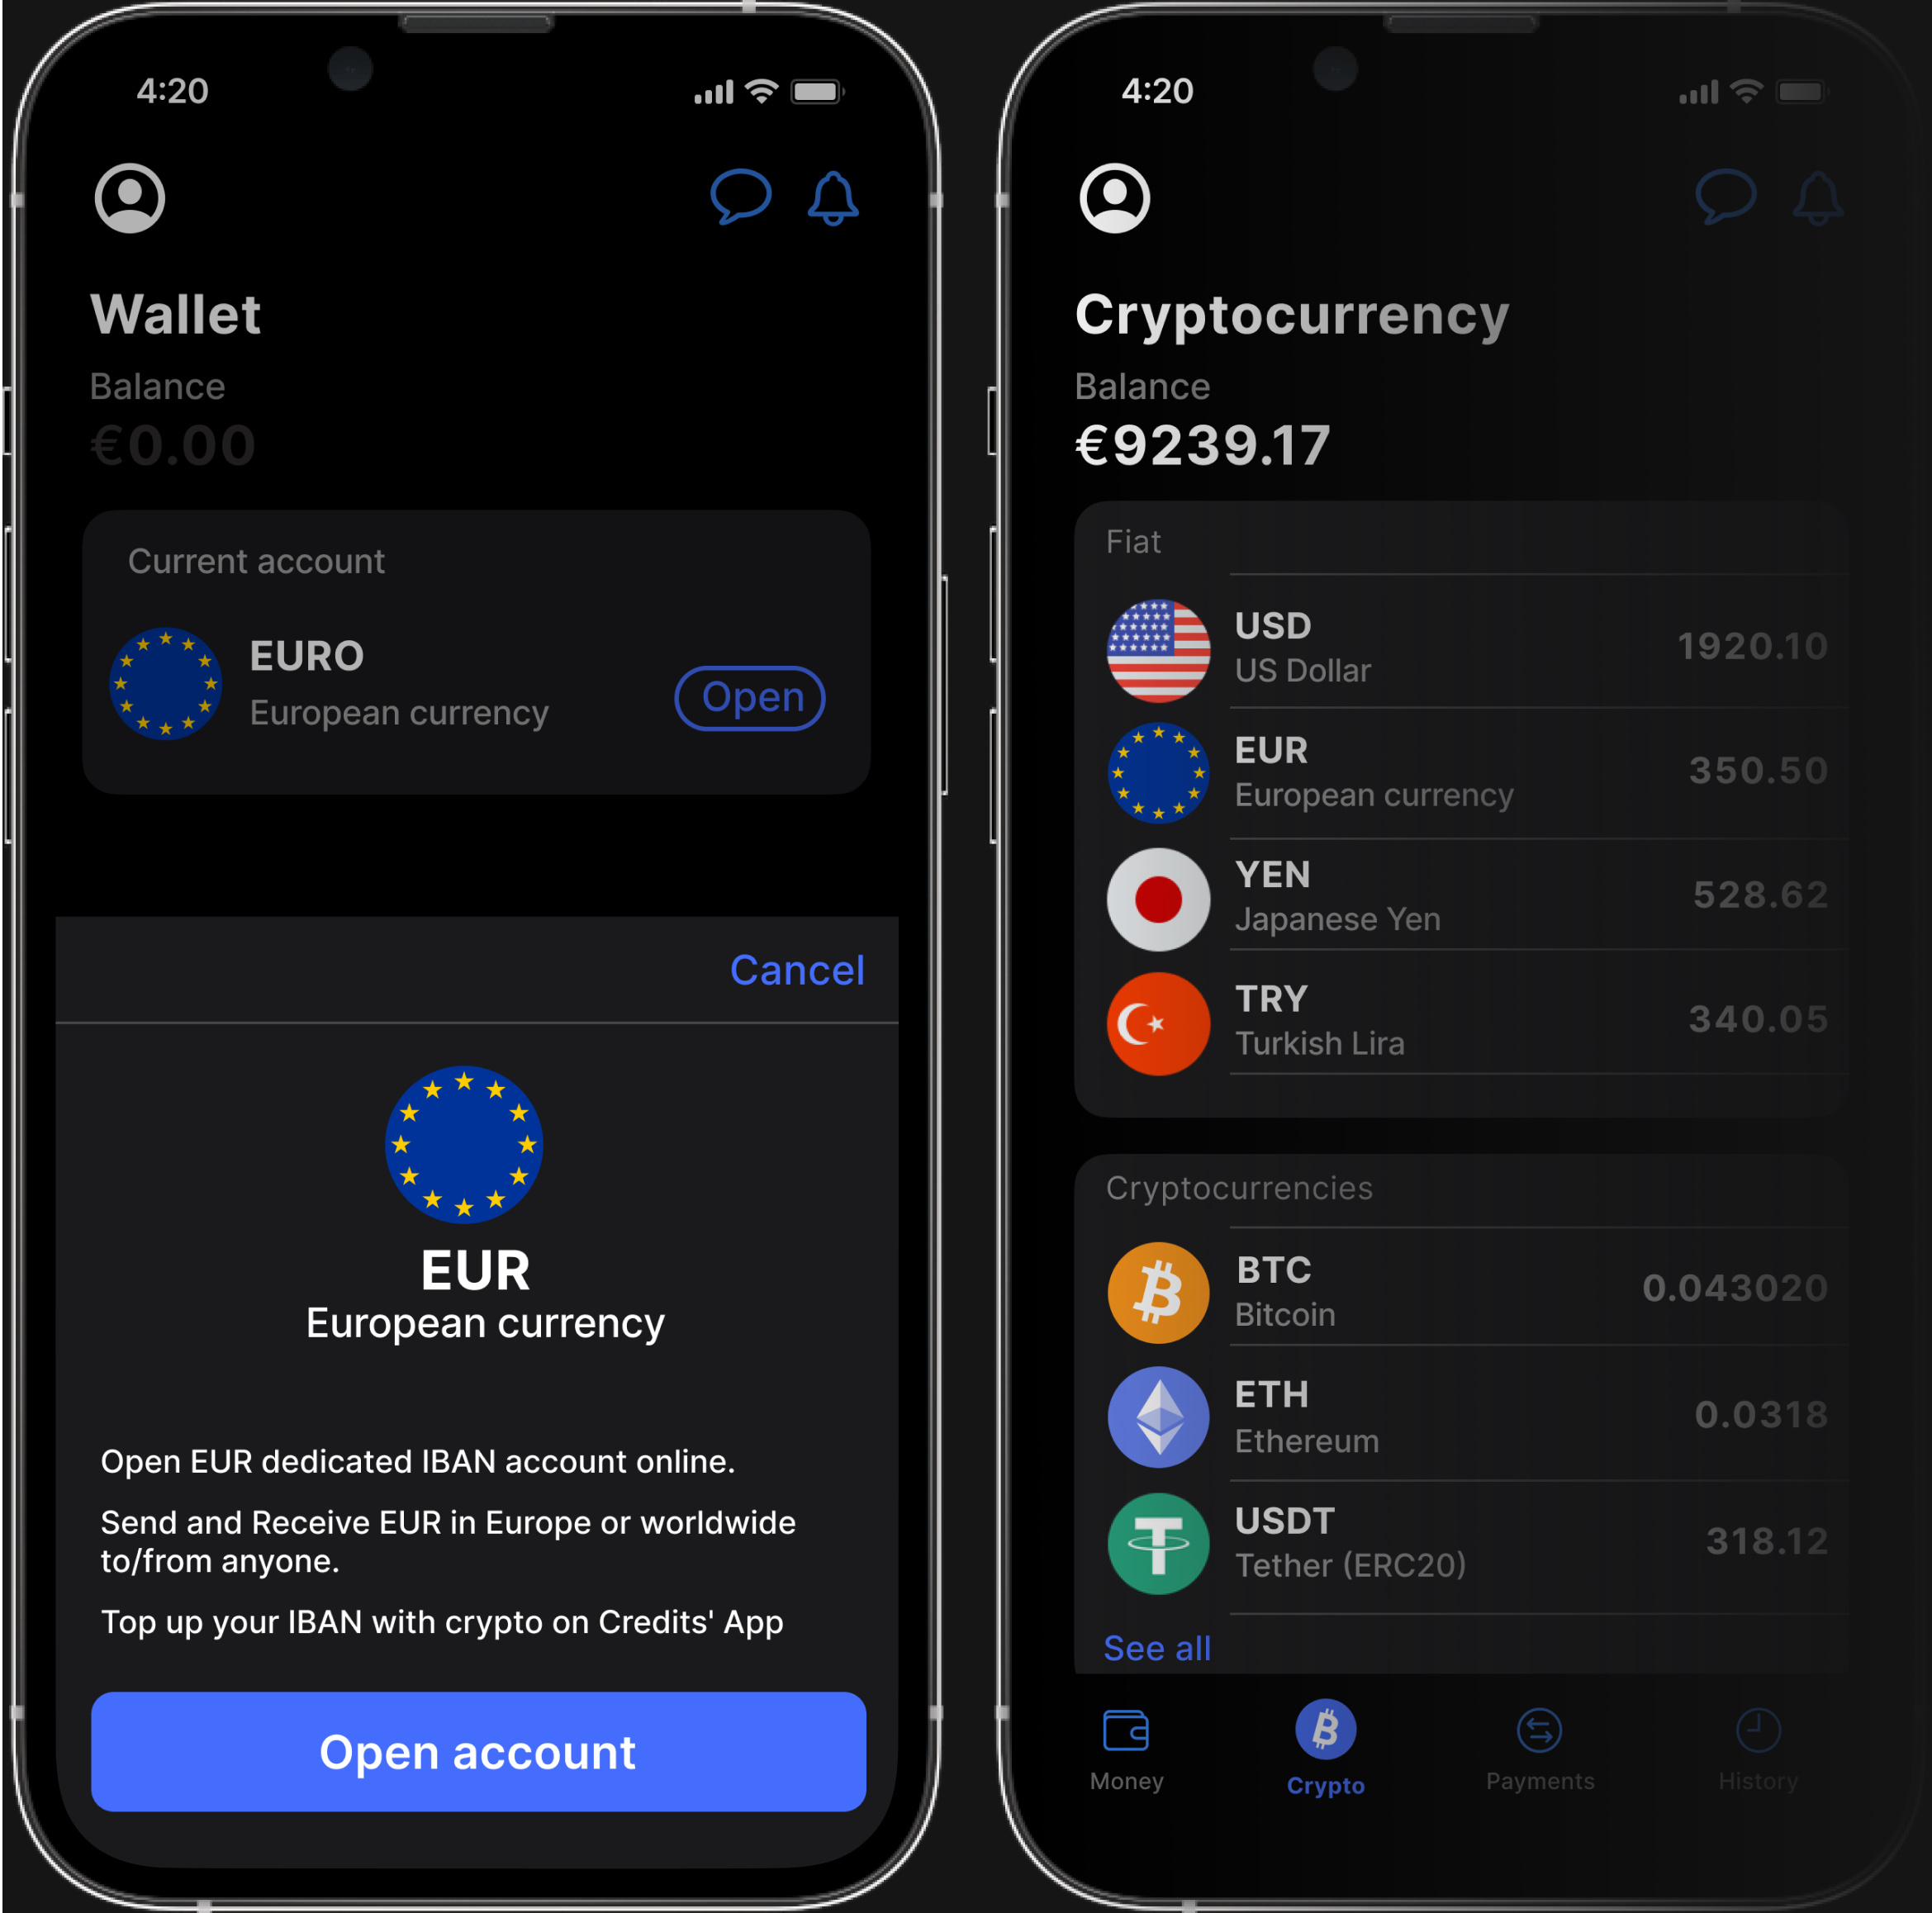 4:20
Wallet
Balance
€0.00
Current account
EURO
European currency
Open
Cancel
EUR
European currency
Open EUR dedicated IBAN account online.
Send and Receive EUR in Europe or worldwide
to/from anyone.
Top up your IBAN with crypto on Credits' App
Open account
4:20
Cryptocurrency
Balance
€9239.17
Fiat
USD
US Dollar
1920.10
EUR
European currency
350.50
YEN
Japanese Yen
528.62
TRY
Turkish Lira
340.05
Cryptocurrencies
BTC
Bitcoin
0.043020
ETH
Ethereum
0.0318
USDT
Tether (ERC20)
318.12
See all
Money
Crypto
Payments
History